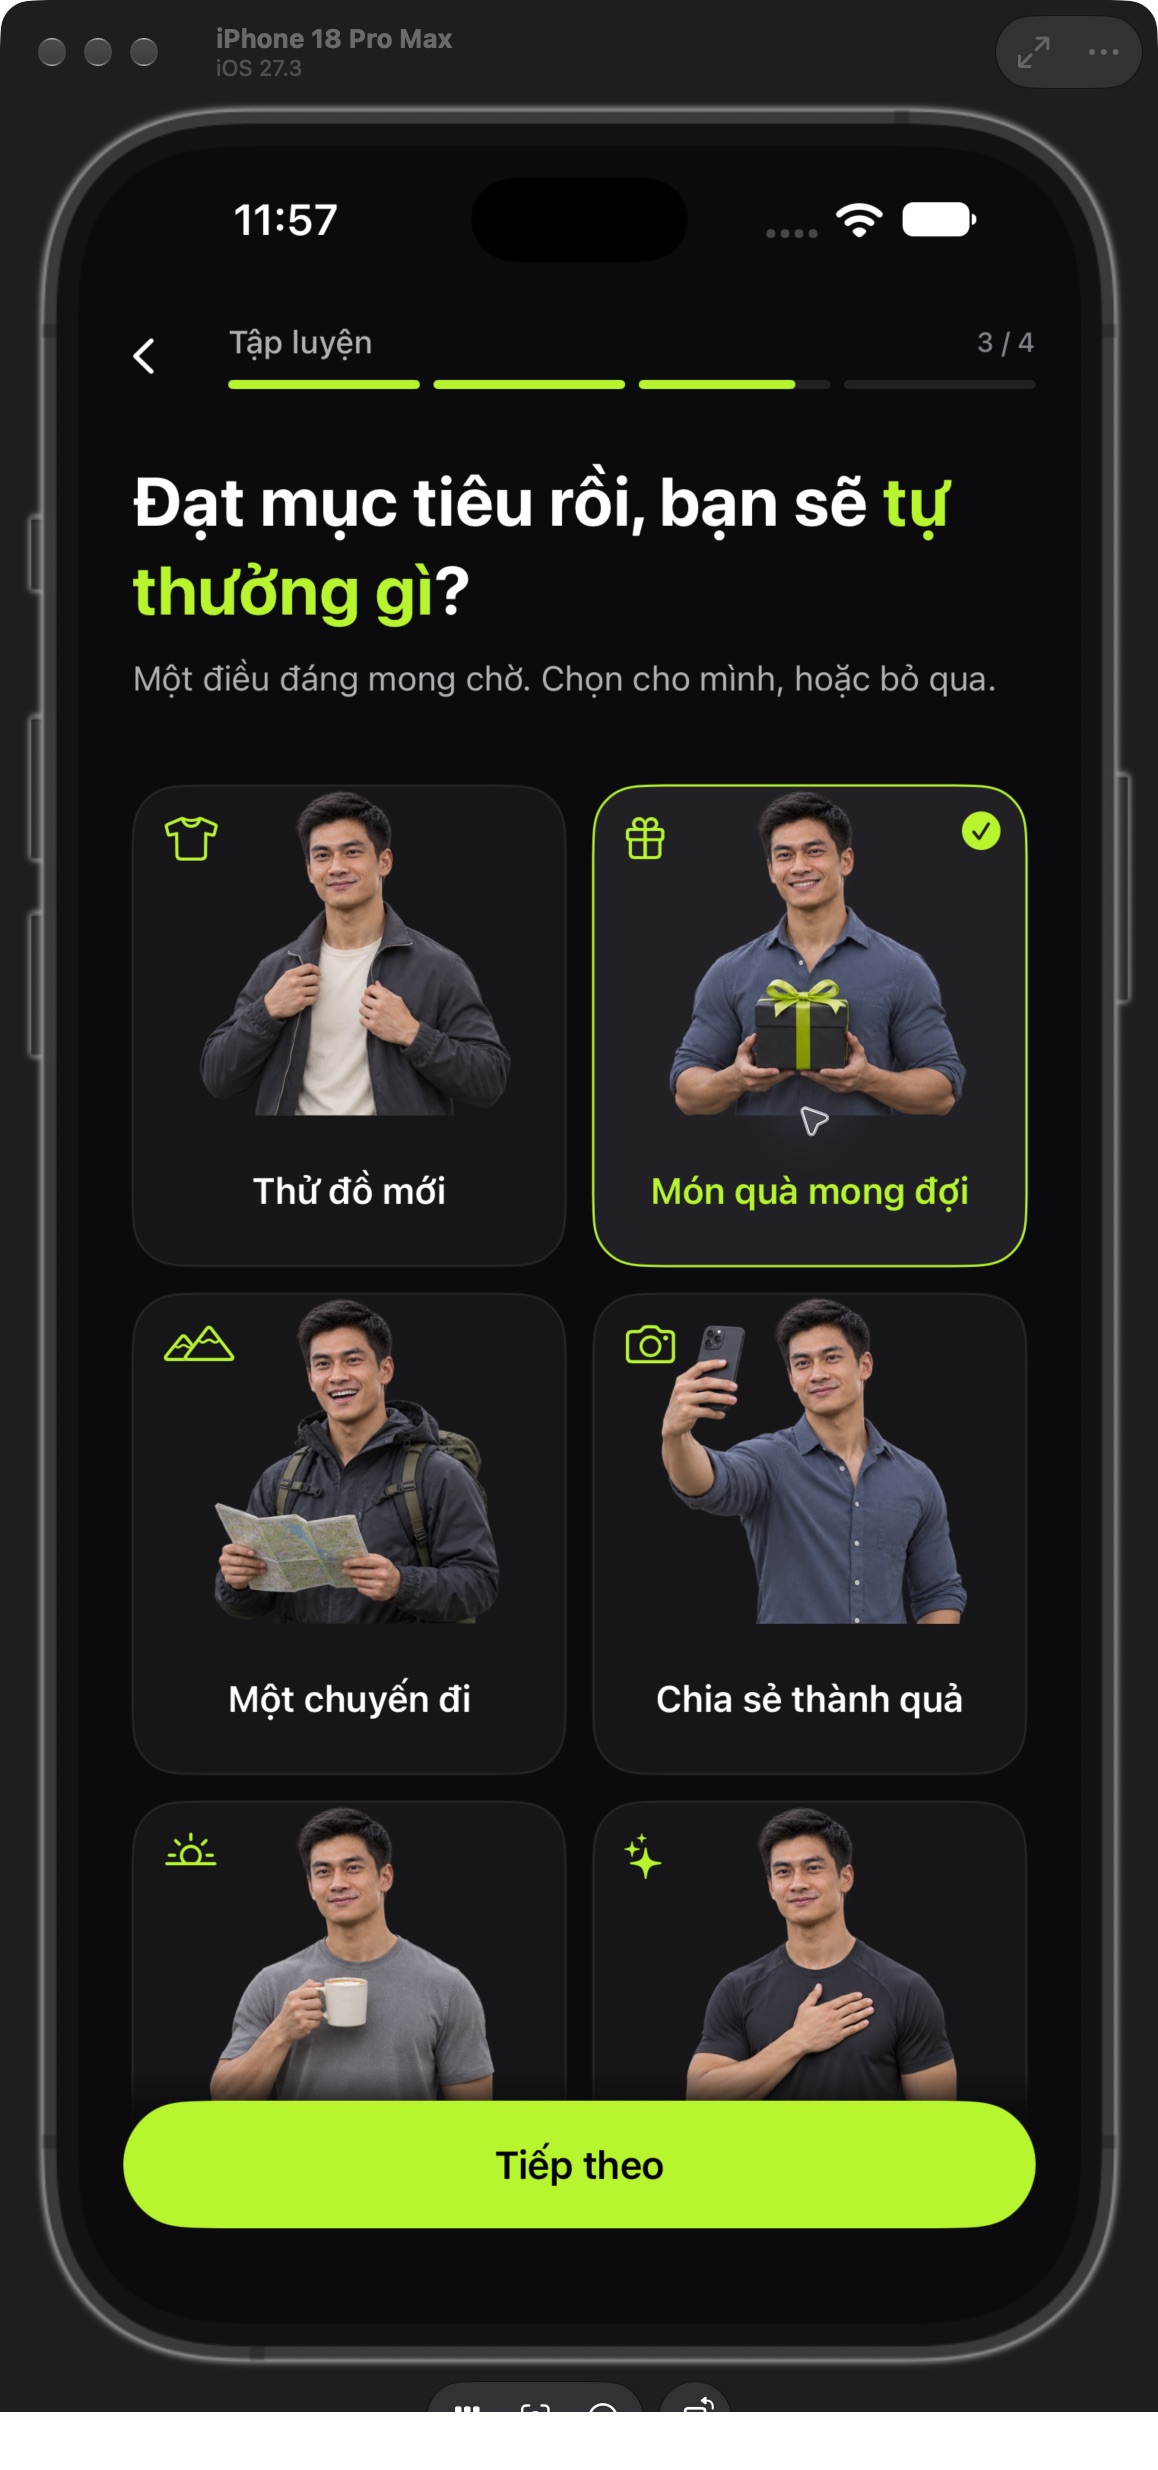 iPhone 18 Pro Max
iOS 27.3
11:57
Tập luyện
3 / 4
Đạt mục tiêu rồi, bạn sẽ tự
thưởng gì?
Một điều đáng mong chờ. Chọn cho mình, hoặc bỏ qua.
Thử đồ mới
Món quà mong đợi
Một chuyến đi
Chia sẻ thành quả
Tiếp theo